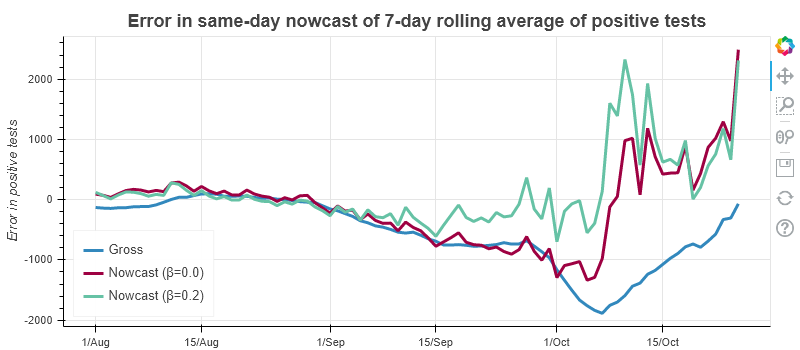 Error in same-day nowcast of 7-day rolling average of positive tests
Error in positive tests
2000
1000
0
-1000
-2000
Gross
Nowcast (β=0.0)
Nowcast (β=0.2)
1/Aug
15/Aug
1/Sep
15/Sep
1/Oct
15/Oct